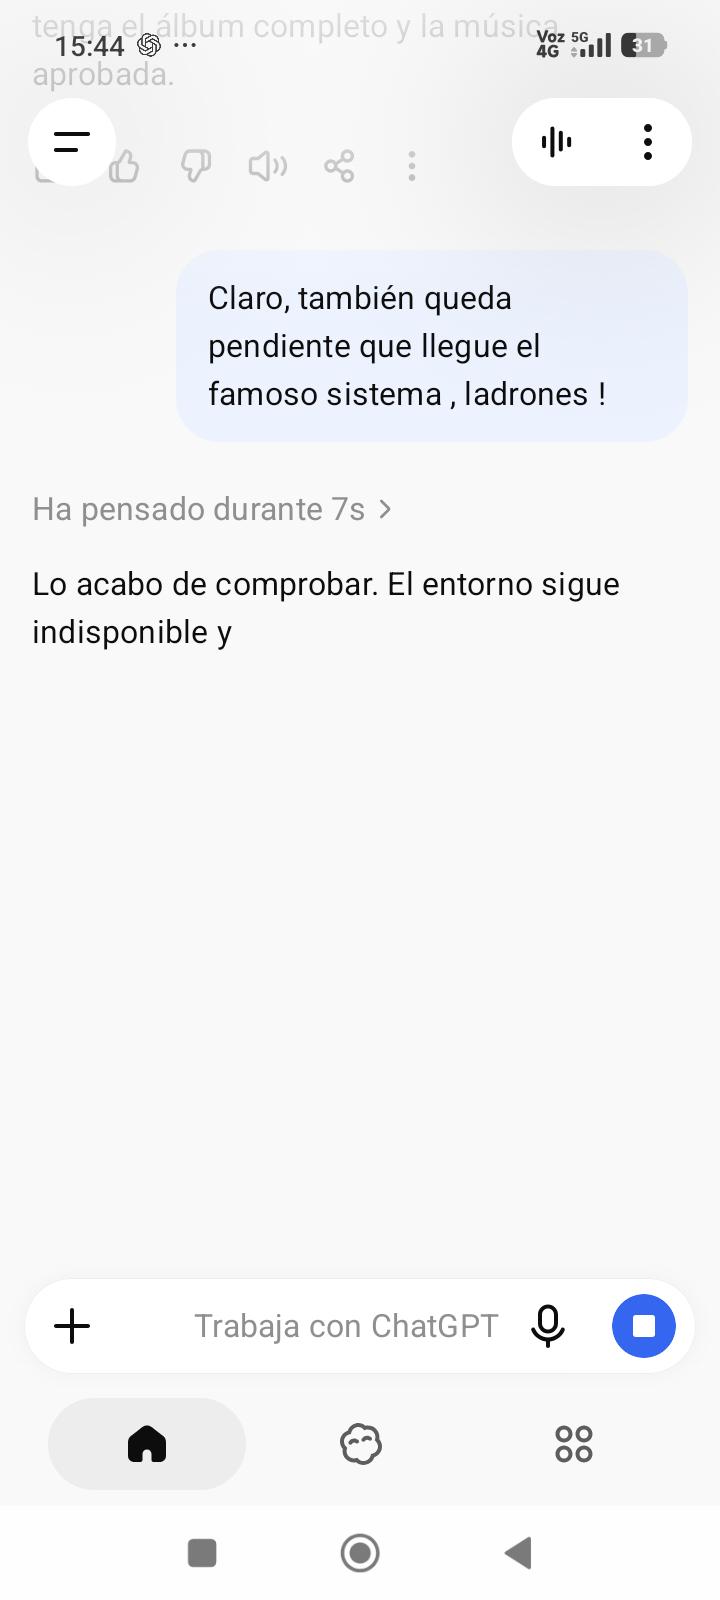 tenga el álbum completo y la música
15:44 ... Voz 4G 5G 31
aprobada.
Claro, también queda
pendiente que llegue el
famoso sistema , ladrones !
Ha pensado durante 7s >
Lo acabo de comprobar. El entorno sigue
indisponible y
Trabaja con ChatGPT